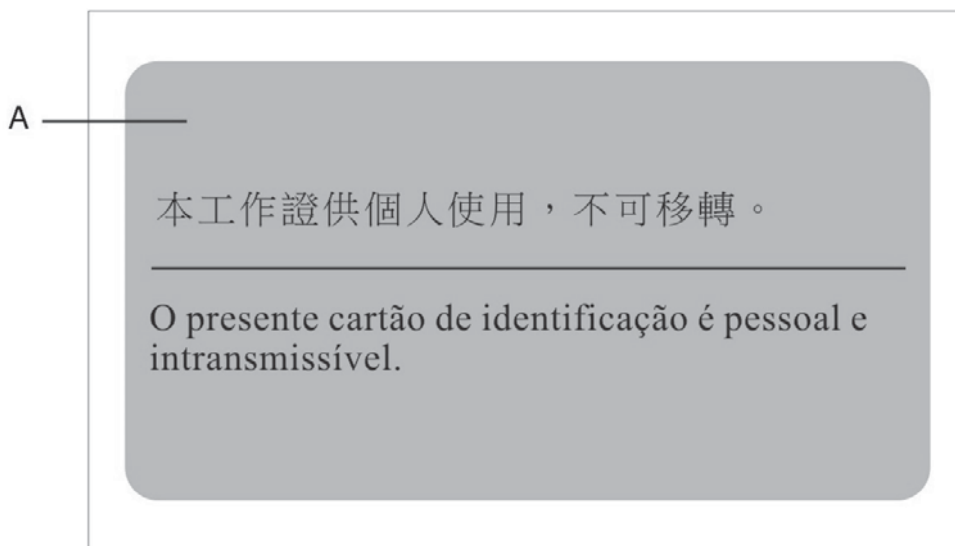 A
本工作證供個人使用，不可移轉。
O presente cartão de identificação é pessoal e
intransmissível.